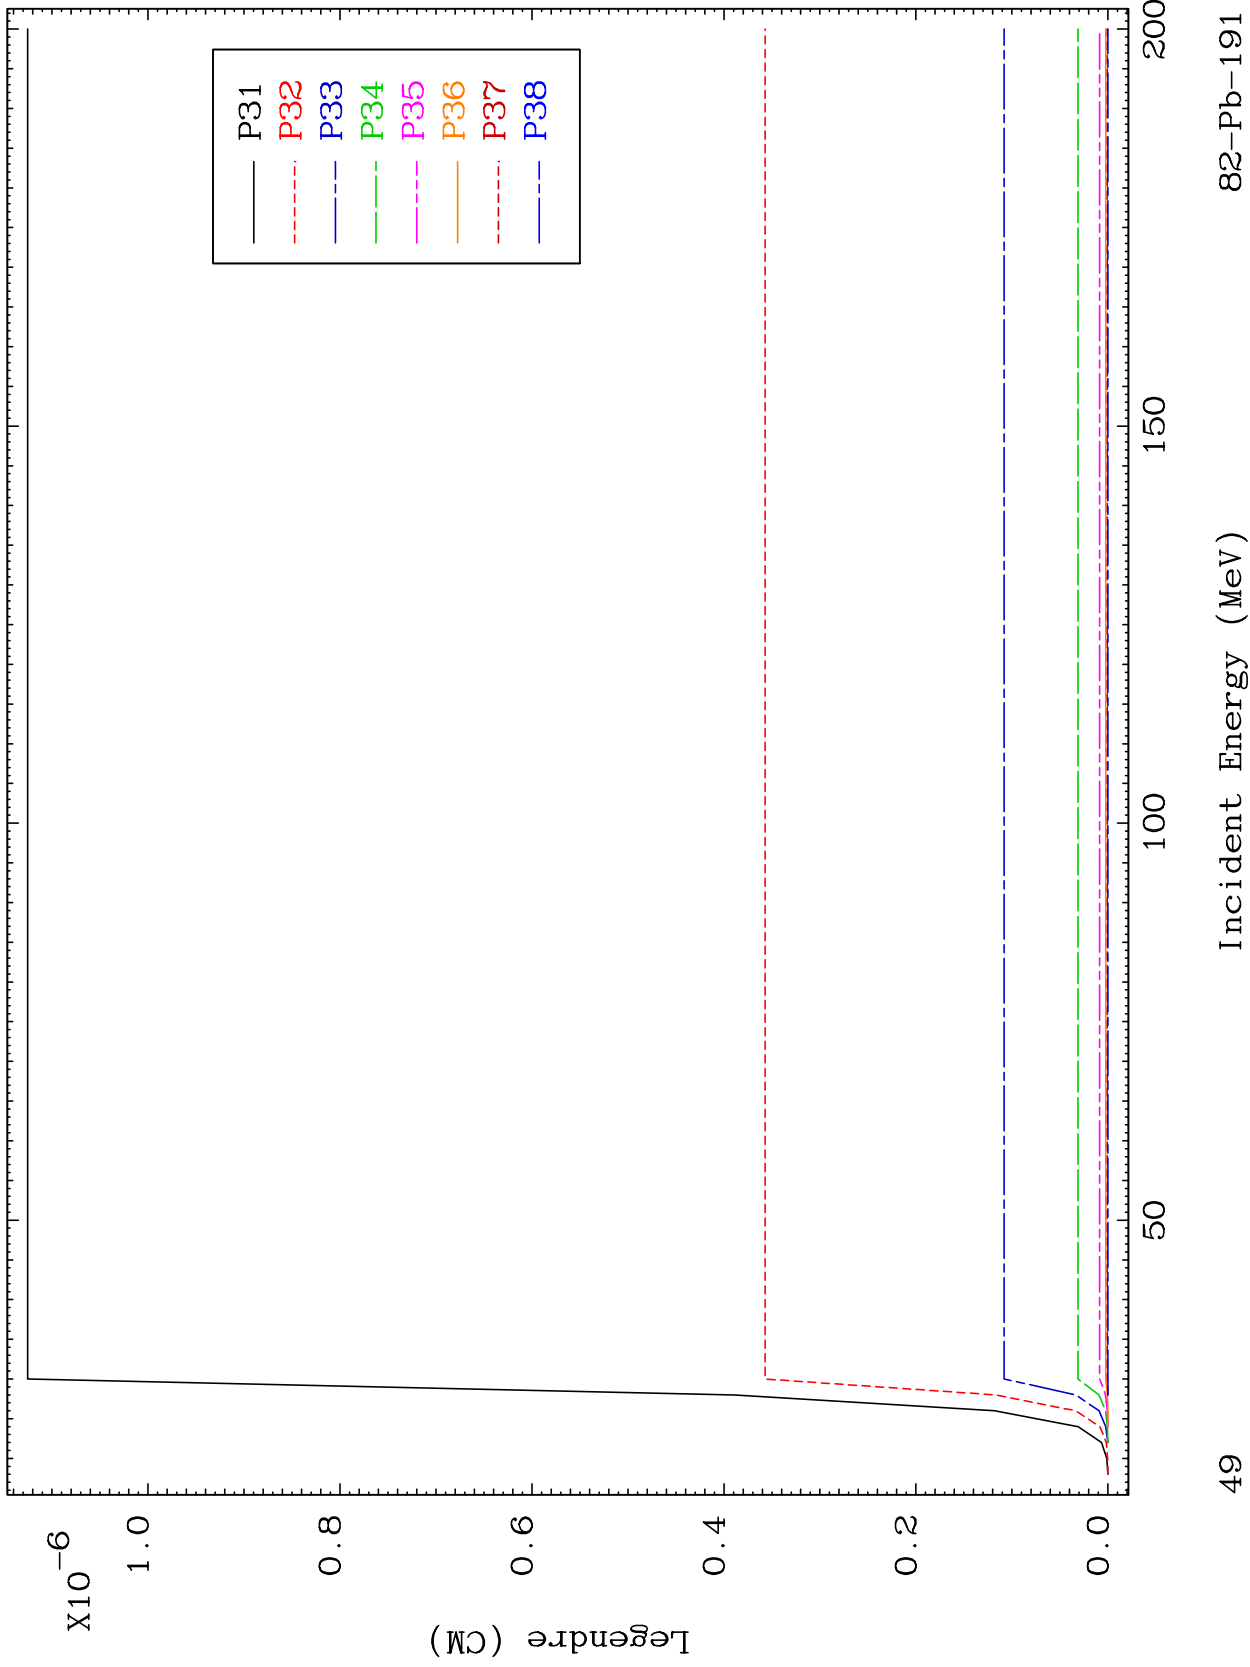 X10-6
1.0
0.8
0.6
0.4
0.2
0.0
Legendre (CM)
P31
P32
P33
P34
P35
P36
P37
P38
50
100
150
200
49
Incident Energy (MeV)
82-Pb-191